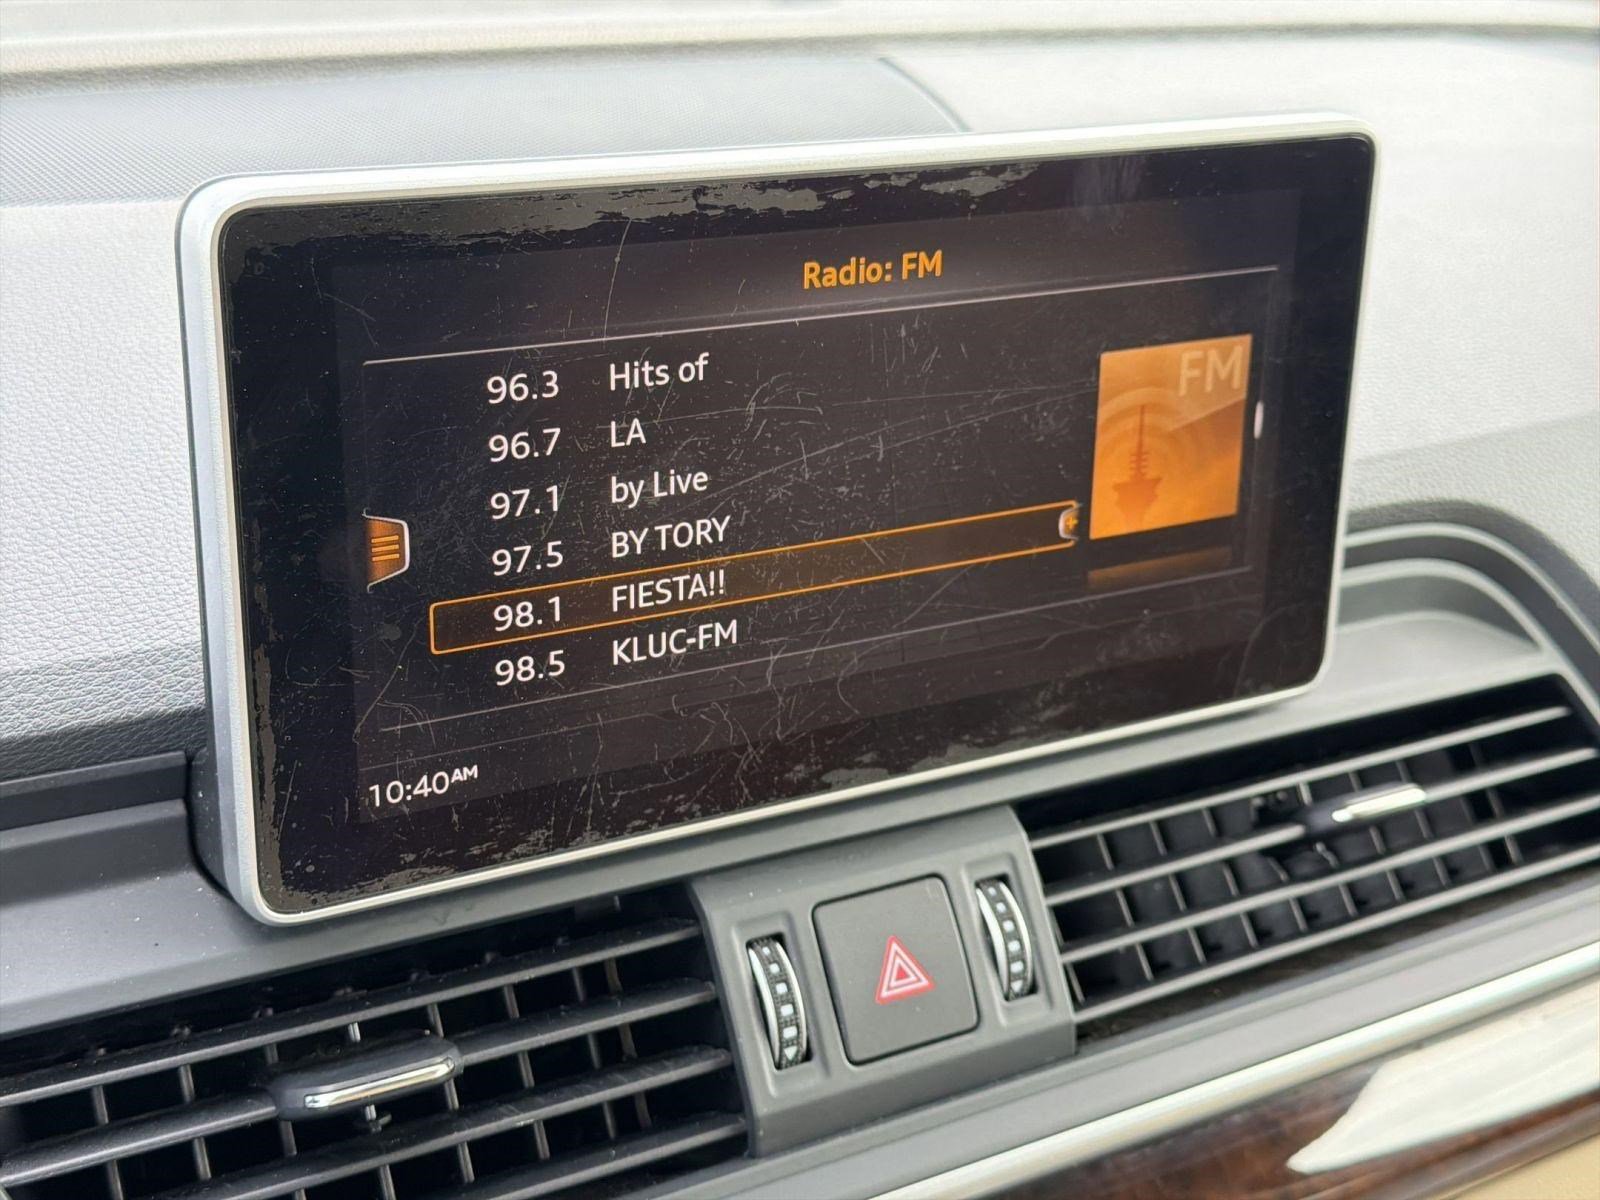 Radio: FM
FM
96.3 Hits of
96.7 LA
97.1 by Live
97.5 BY TORY
98.1 FIESTA!!
98.5 KLUC-FM
10:40AM